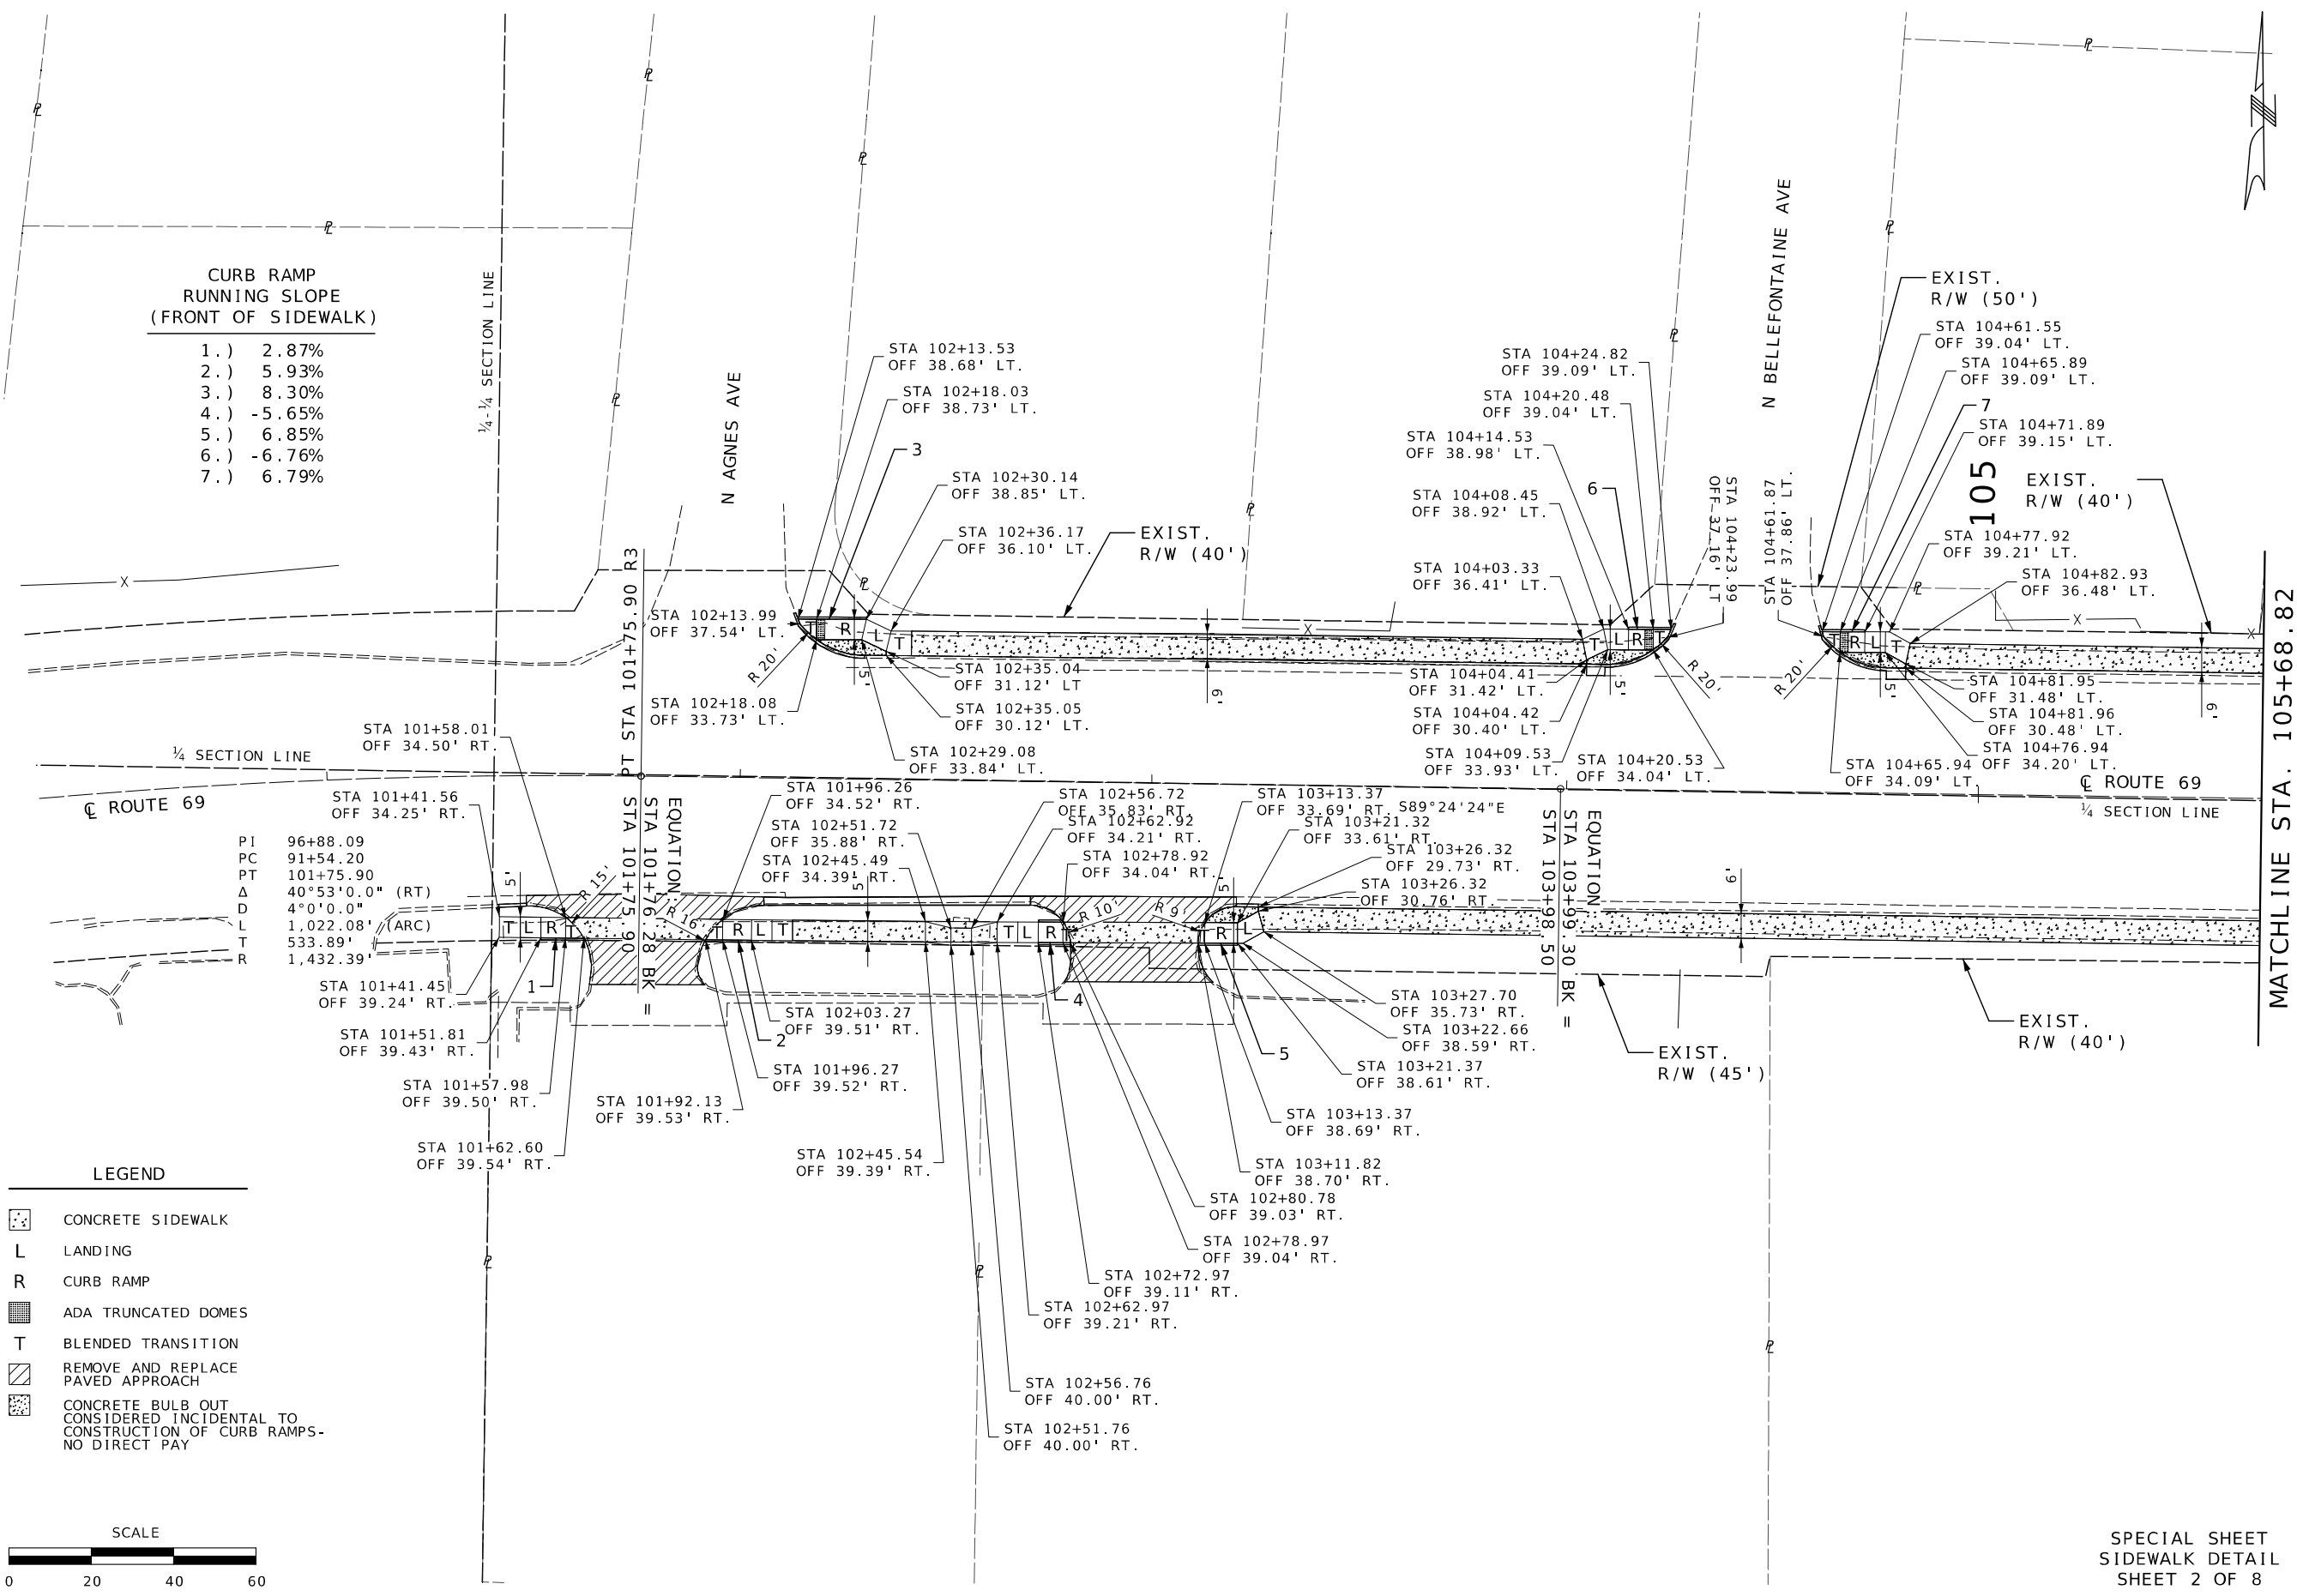 CURB RAMP
RUNNING SLOPE
(FRONT OF SIDEWALK)
1.) 2.87%
2.) 5.93%
3.) 8.30%
4.) -5.65%
5.) 6.85%
6.) -6.76%
7.) 6.79%
¼-¼ SECTION LINE
N AGNES AVE
N BELLEFONTAINE AVE
EXIST.
R/W (50')
STA 104+61.55
OFF 39.04' LT.
STA 104+65.89
OFF 39.09' LT.
7
STA 104+71.89
OFF 39.15' LT.
105
EXIST.
R/W (40')
STA 104+77.92
OFF 39.21' LT.
STA 104+82.93
OFF 36.48' LT.
STA 102+13.53
OFF 38.68' LT.
STA 102+18.03
OFF 38.73' LT.
3
STA 102+30.14
OFF 38.85' LT.
STA 102+36.17
OFF 36.10' LT.
EXIST.
R/W (40')
STA 104+24.82
OFF 39.09' LT.
STA 104+20.48
OFF 39.04' LT.
STA 104+14.53
OFF 38.98' LT.
6
STA 104+08.45
OFF 38.92' LT.
STA 104+03.33
OFF 36.41' LT.
STA 104+23.99
OFF 37.16' LT
STA 104+61.87
OFF 37.86' LT.
PT STA 101+75.90 R3
STA 102+13.99
OFF 37.54' LT.
R 20'
T
R
L
T
5'
6'
T
L
R
T
5'
R 20'
R 20'
T
R
L
T
5'
6'
STA 102+18.08
OFF 33.73' LT.
STA 102+35.04
OFF 31.12' LT
STA 102+35.05
OFF 30.12' LT.
STA 102+29.08
OFF 33.84' LT.
STA 104+04.41
OFF 31.42' LT.
STA 104+04.42
OFF 30.40' LT.
STA 104+09.53
OFF 33.93' LT.
STA 104+20.53
OFF 34.04' LT.
STA 104+81.95
OFF 31.48' LT.
STA 104+81.96
OFF 30.48' LT.
STA 104+76.94
OFF 34.20' LT.
STA 104+65.94
OFF 34.09' LT.
MATCHLINE STA. 105+68.82
¼ SECTION LINE
℄ ROUTE 69
℄ ROUTE 69
¼ SECTION LINE
S89°24'24"E
PI 96+88.09
PC 91+54.20
PT 101+75.90
Δ 40°53'0.0" (RT)
D 4°0'0.0"
L 1,022.08' (ARC)
T 533.89'
R 1,432.39'
STA 101+58.01
OFF 34.50' RT.
STA 101+41.56
OFF 34.25' RT.
EQUATION
STA 101+76.28 BK =
STA 101+75.90
STA 101+96.26
OFF 34.52' RT.
STA 102+51.72
OFF 35.88' RT.
STA 102+45.49
OFF 34.39' RT.
STA 102+56.72
OFF 35.83' RT.
STA 102+62.92
OFF 34.21' RT.
STA 102+78.92
OFF 34.04' RT.
STA 103+13.37
OFF 33.69' RT.
STA 103+21.32
OFF 33.61' RT.
STA 103+26.32
OFF 29.73' RT.
STA 103+26.32
OFF 30.76' RT.
EQUATION
STA 103+99.30 BK =
STA 103+98.50
5'
R 15'
T
L
R
T
R 16'
T
R
L
T
5'
T
L
R
T
R 10'
R 9'
5'
T
R
L
6'
STA 101+41.45
OFF 39.24' RT.
1
STA 101+51.81
OFF 39.43' RT.
STA 101+57.98
OFF 39.50' RT.
STA 101+62.60
OFF 39.54' RT.
STA 101+92.13
OFF 39.53' RT.
STA 102+03.27
OFF 39.51' RT.
2
STA 101+96.27
OFF 39.52' RT.
STA 102+45.54
OFF 39.39' RT.
4
STA 103+27.70
OFF 35.73' RT.
STA 103+22.66
OFF 38.59' RT.
5
STA 103+21.37
OFF 38.61' RT.
STA 103+13.37
OFF 38.69' RT.
STA 103+11.82
OFF 38.70' RT.
STA 102+80.78
OFF 39.03' RT.
STA 102+78.97
OFF 39.04' RT.
STA 102+72.97
OFF 39.11' RT.
STA 102+62.97
OFF 39.21' RT.
STA 102+56.76
OFF 40.00' RT.
STA 102+51.76
OFF 40.00' RT.
EXIST.
R/W (45')
EXIST.
R/W (40')
LEGEND
CONCRETE SIDEWALK
L LANDING
R CURB RAMP
ADA TRUNCATED DOMES
T BLENDED TRANSITION
REMOVE AND REPLACE
PAVED APPROACH
CONCRETE BULB OUT
CONSIDERED INCIDENTAL TO
CONSTRUCTION OF CURB RAMPS-
NO DIRECT PAY
SCALE
0 20 40 60
SPECIAL SHEET
SIDEWALK DETAIL
SHEET 2 OF 8